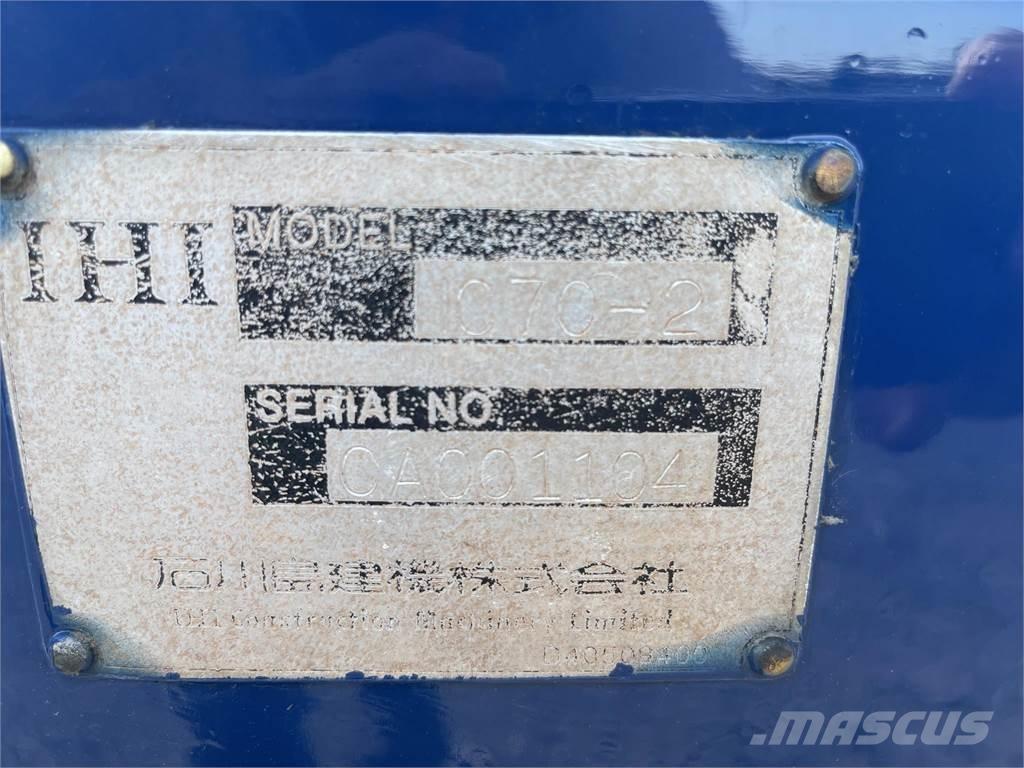 IHI
MODEL
C70-2
SERIAL NO.
CAC01104
石川島建機株式会社
IHI Construction Machinery Limited
MASCUS